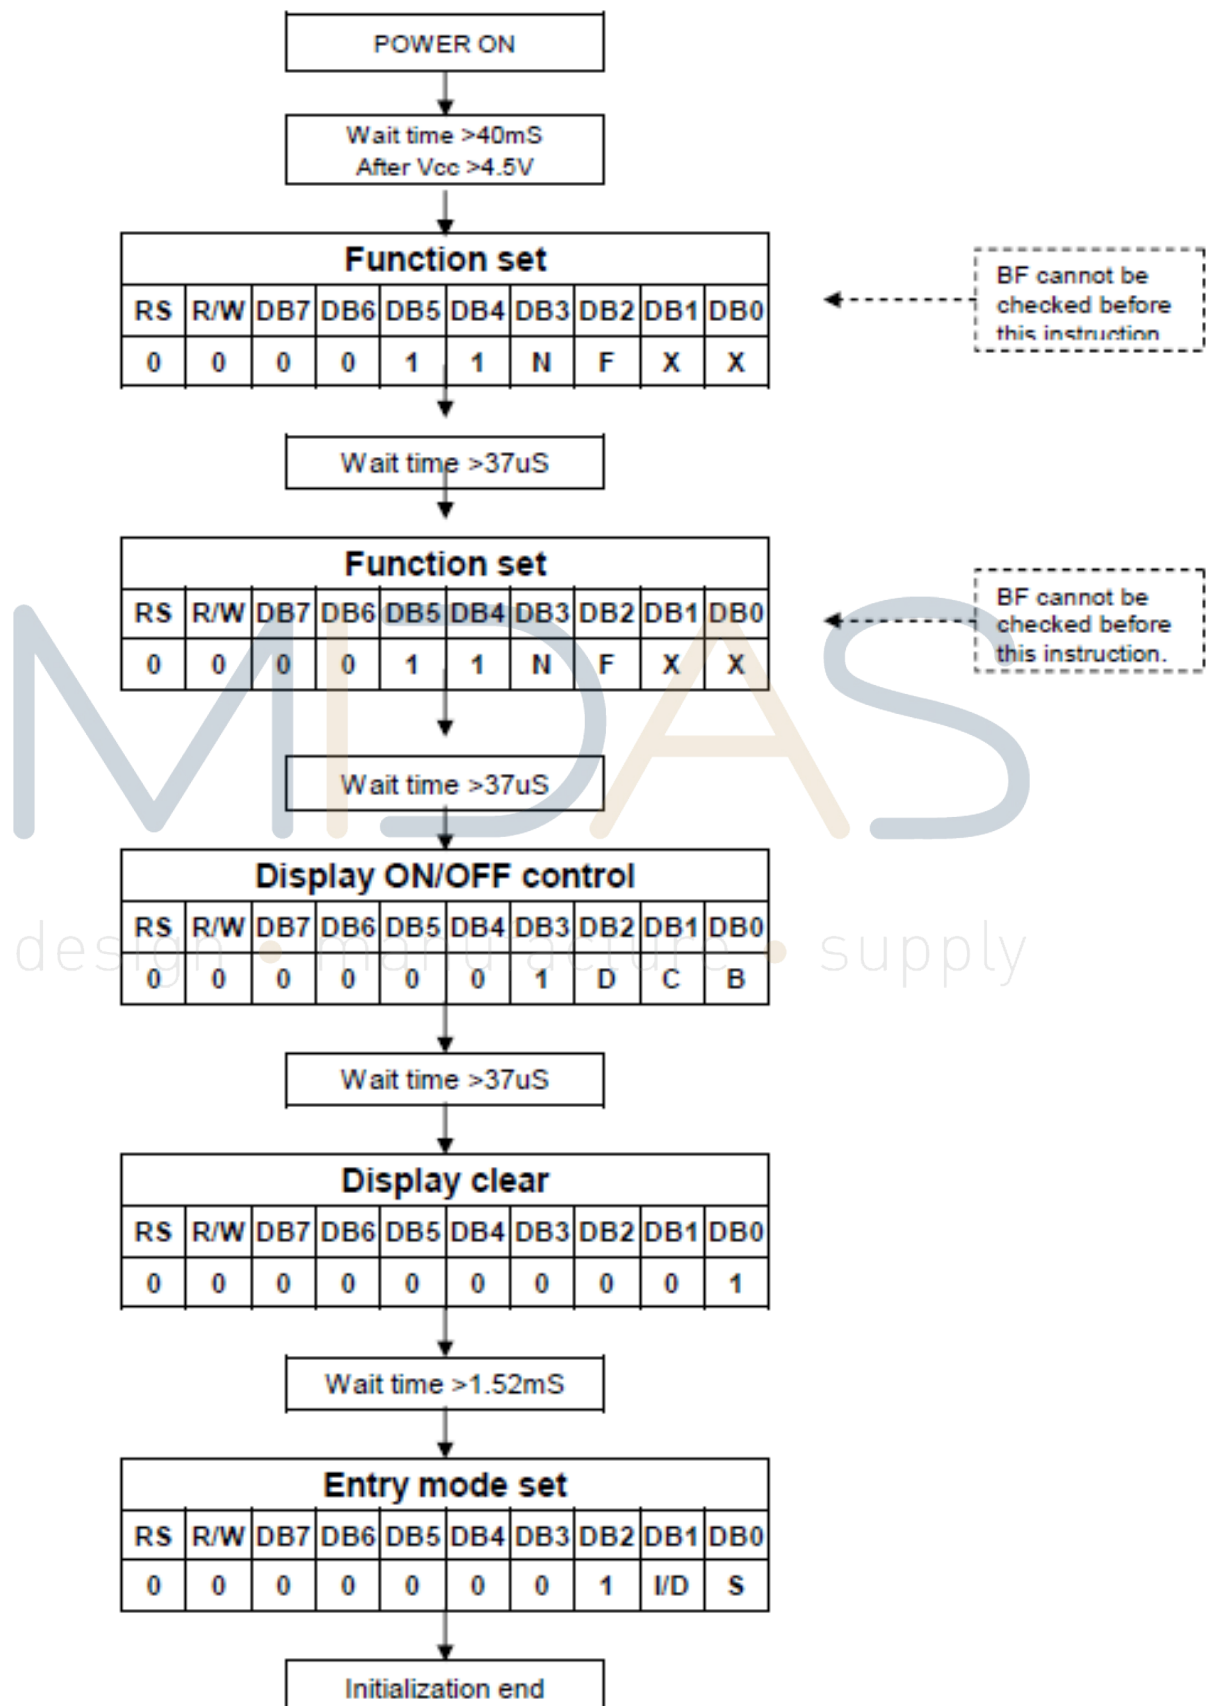 POWER ON
Wait time >40mS
After Vcc >4.5V
Function set
RS R/W DB7 DB6 DB5 DB4 DB3 DB2 DB1 DB0
0 0 0 0 1 1 N F X X
BF cannot be
checked before
this instruction
Wait time >37uS
Function set
RS R/W DB7 DB6 DB5 DB4 DB3 DB2 DB1 DB0
0 0 0 0 1 1 N F X X
BF cannot be
checked before
this instruction.
MIDAS
Wait time >37uS
Display ON/OFF control
RS R/W DB7 DB6 DB5 DB4 DB3 DB2 DB1 DB0
design • manufacture • supply
0 0 0 0 0 0 1 D C B
Wait time >37uS
Display clear
RS R/W DB7 DB6 DB5 DB4 DB3 DB2 DB1 DB0
0 0 0 0 0 0 0 0 0 1
Wait time >1.52mS
Entry mode set
RS R/W DB7 DB6 DB5 DB4 DB3 DB2 DB1 DB0
0 0 0 0 0 0 0 1 I/D S
Initialization end